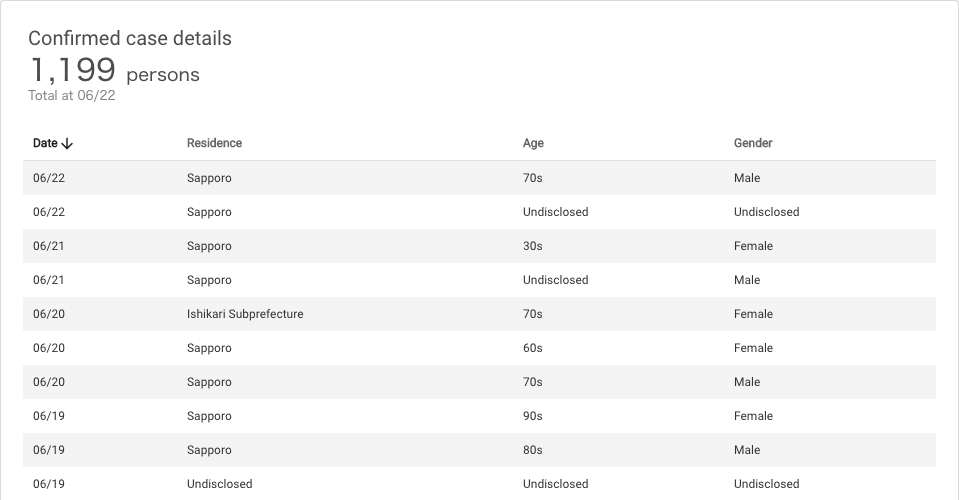 Confirmed case details
1,199 persons
Total at 06/22
Date Residence Age Gender
06/22 Sapporo 70s Male
06/22 Sapporo Undisclosed Undisclosed
06/21 Sapporo 30s Female
06/21 Sapporo Undisclosed Male
06/20 Ishikari Subprefecture 70s Female
06/20 Sapporo 60s Female
06/20 Sapporo 70s Male
06/19 Sapporo 90s Female
06/19 Sapporo 80s Male
06/19 Undisclosed Undisclosed Undisclosed